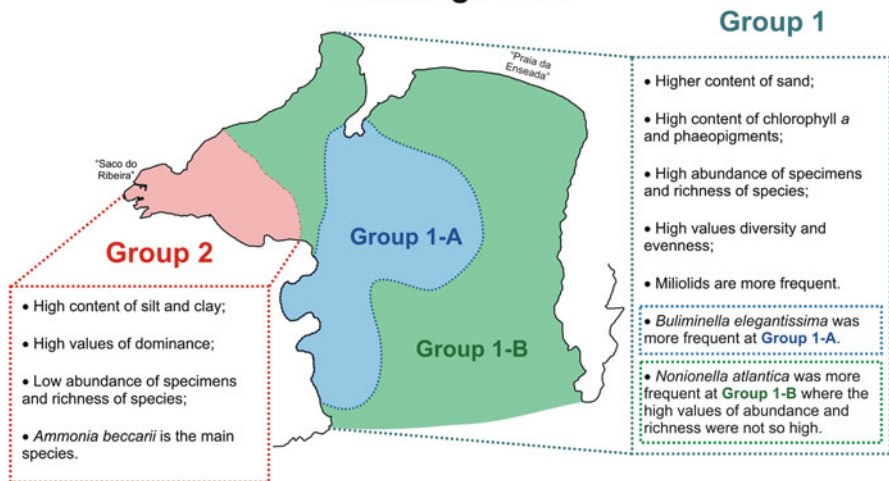 Group 1
"Praia da
Enseada"
• Higher content of sand;
• High content of chlorophyll a
and phaeopigments;
• High abundance of specimens
and richness of species;
• High values diversity and
evenness;
• Miliolids are more frequent.
• Buliminella elegantissima was
more frequent at Group 1-A.
• Nonionella atlantica was more
frequent at Group 1-B where the
high values of abundance and
richness were not so high.
"Saco do
Ribeira"
Group 1-A
Group 1-B
Group 2
• High content of silt and clay;
• High values of dominance;
• Low abundance of specimens
and richness of species;
• Ammonia beccarii is the main
species.